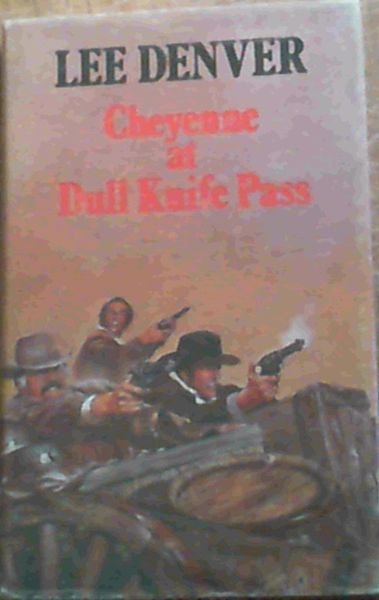 LEE DENVER
Cheyenne
at
Dull Knife Pass